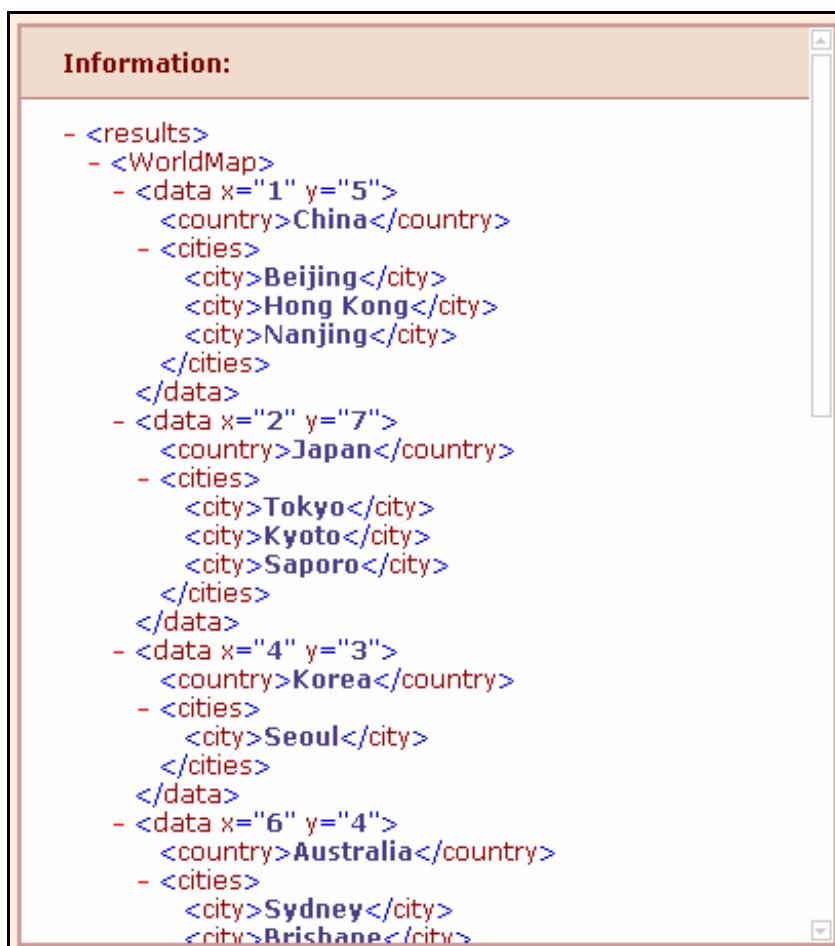 Information:
- <results>
- <WorldMap>
- <data x="1" y="5">
<country>China</country>
- <cities>
<city>Beijing</city>
<city>Hong Kong</city>
<city>Nanjing</city>
</cities>
</data>
- <data x="2" y="7">
<country>Japan</country>
- <cities>
<city>Tokyo</city>
<city>Kyoto</city>
<city>Saporo</city>
</cities>
</data>
- <data x="4" y="3">
<country>Korea</country>
- <cities>
<city>Seoul</city>
</cities>
</data>
- <data x="6" y="4">
<country>Australia</country>
- <cities>
<city>Sydney</city>
<city>Brishane</city>